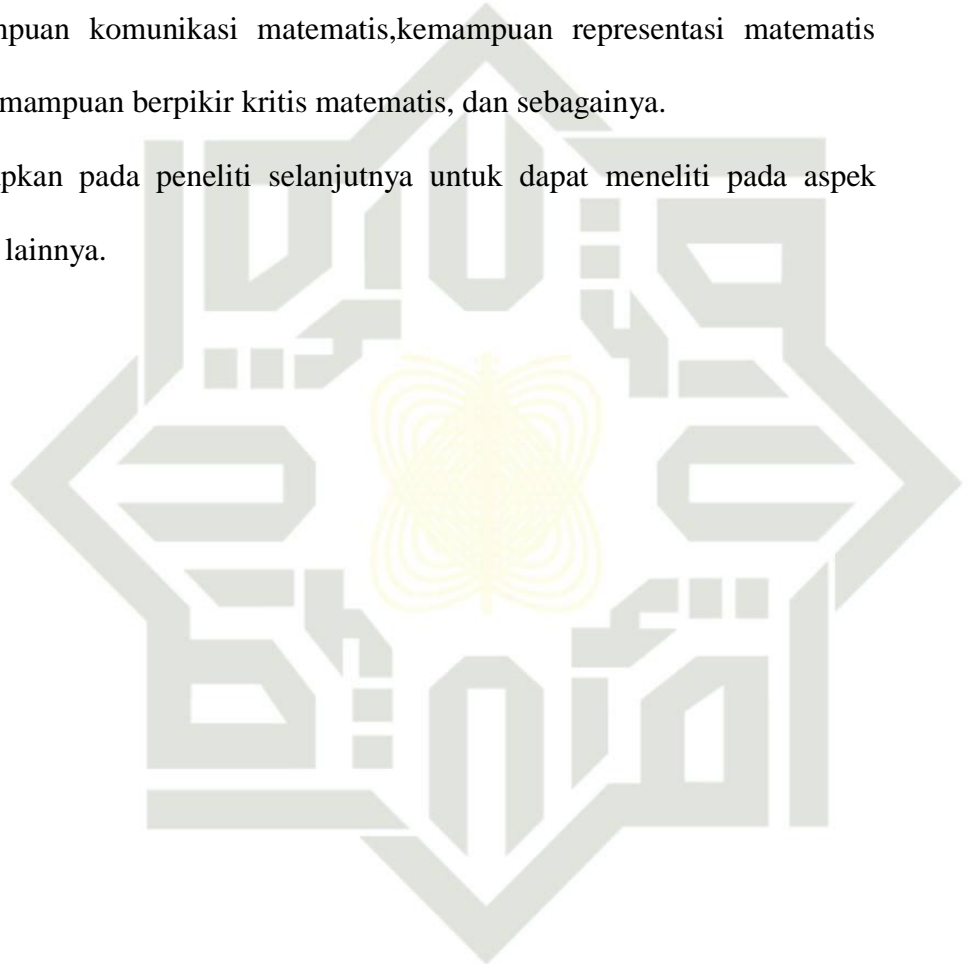 mpuan komunikasi matematis,kemampuan representasi matematis
mampuan berpikir kritis matematis, dan sebagainya.
pkan pada peneliti selanjutnya untuk dapat meneliti pada aspek
lainnya.